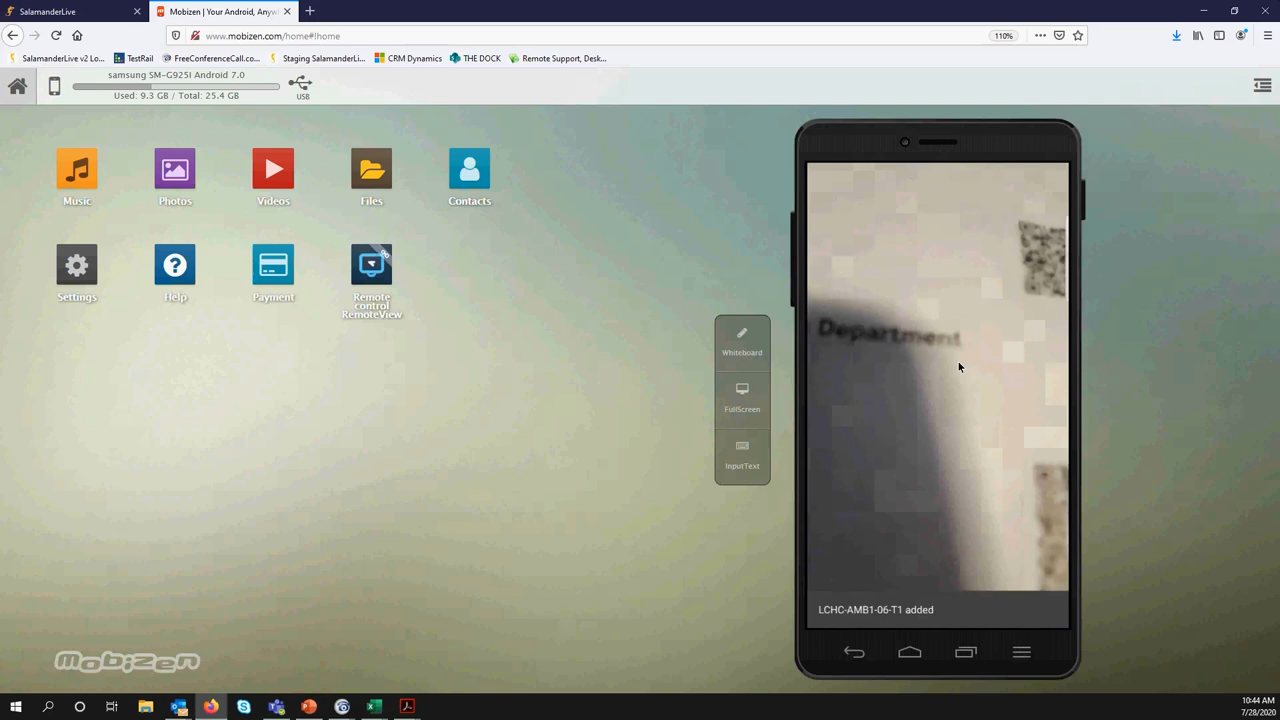 SalamanderLive
Mobizen | Your Android, Anyw
www.mobizen.com/home#!home
110%
SalamanderLive v2 Lo...
TestRail
FreeConferenceCall.co...
Staging SalamanderLi...
CRM Dynamics
THE DOCK
Remote Support, Desk...
samsung SM-G925I Android 7.0
Used: 9.3 GB / Total: 25.4 GB
USB
Music
Photos
Videos
Files
Contacts
Settings
Help
Payment
Remote
control
RemoteView
Whiteboard
FullScreen
InputText
Department
LCHC-AMB1-06-T1 added
mobizen
10:44 AM
7/28/2020